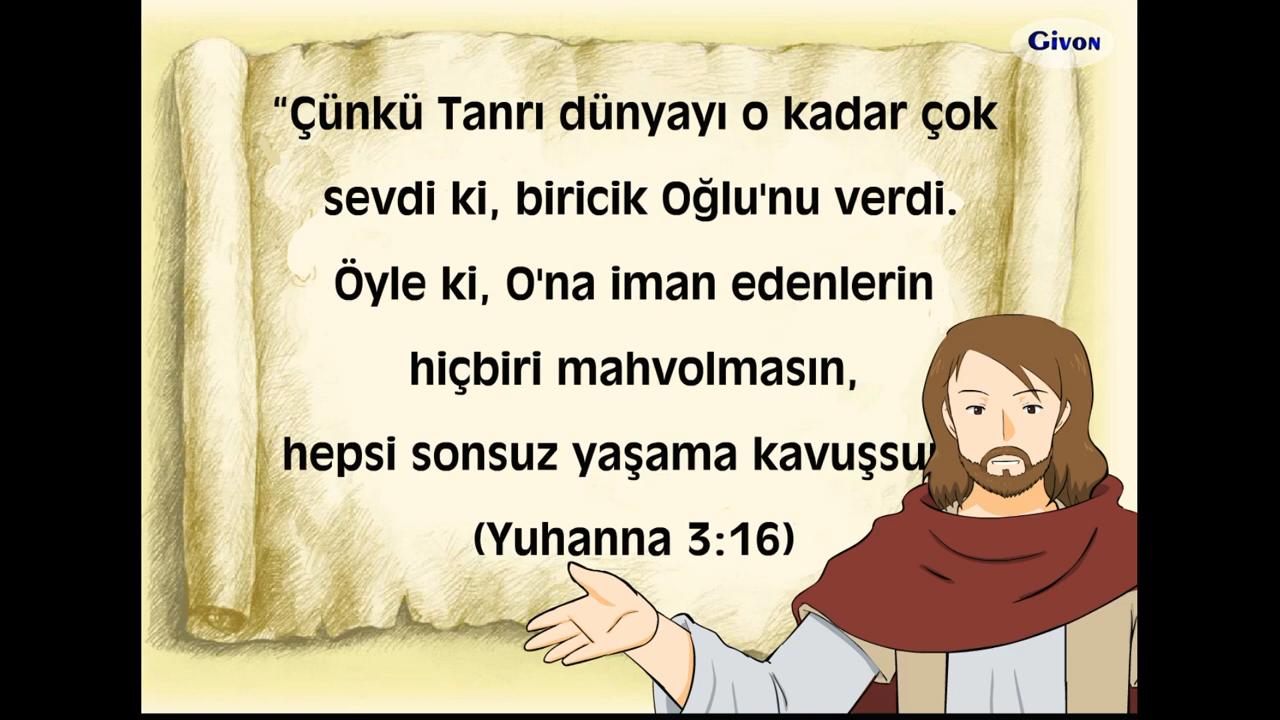 Givon
“Çünkü Tanrı dünyayı o kadar çok
sevdi ki, biricik Oğlu'nu verdi.
Öyle ki, O'na iman edenlerin
hiçbiri mahvolmasın,
hepsi sonsuz yaşama
(Yuhanna 3:16)